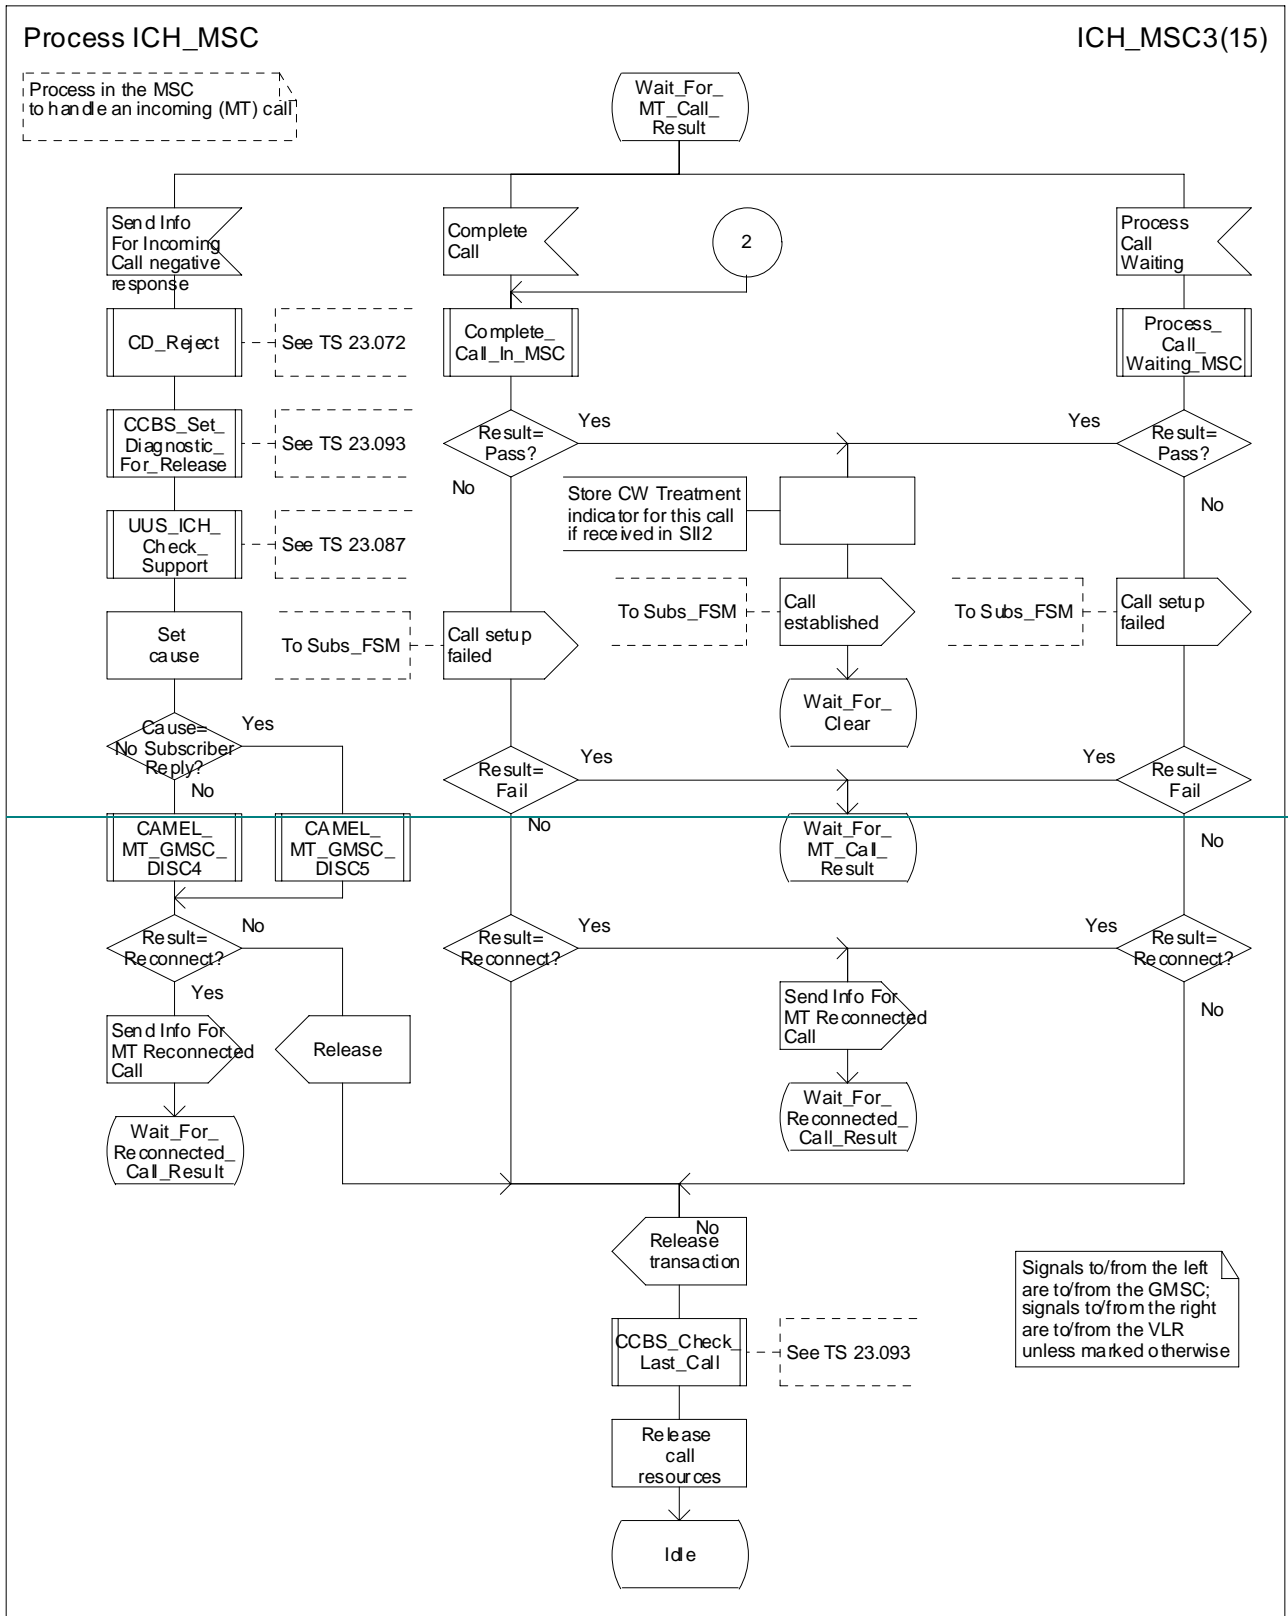 Process ICH_MSC
ICH_MSC3(15)
Process in the MSC
to handle an incoming (MT) call
Wait_For_
MT_Call_
Result
Send Info
For Incoming
Call negative
response
Complete
Call
2
Process
Call
Waiting
CD_Reject
See TS 23.072
Complete_
Call_In_MSC
Process_
Call_
Waiting_MSC
CCBS_Set_
Diagnostic_
For_Release
See TS 23.093
Result=
Pass?
Yes
No
Yes
Result=
Pass?
No
Store CW Treatment
indicator for this call
if received in SII2
UUS_ICH_
Check_
Support
See TS 23.087
Set
cause
To Subs_FSM
Call setup
failed
To Subs_FSM
Call
established
To Subs_FSM
Call setup
failed
Wait_For_
Clear
Cause=
No Subscriber
Reply?
Yes
No
Result=
Fail
Yes
No
Yes
Result=
Fail
No
CAMEL_
MT_GMSC_
DISC4
CAMEL_
MT_GMSC_
DISC5
Wait_For_
MT_Call_
Result
Result=
Reconnect?
No
Yes
Result=
Reconnect?
Yes
Yes
Result=
Reconnect?
No
Send Info For
MT Reconnected
Call
Release
Send Info For
MT Reconnected
Call
Wait_For_
Reconnected_
Call_Result
Wait_For_
Reconnected_
Call_Result
No
Release
transaction
Signals to/from the left
are to/from the GMSC;
signals to/from the right
are to/from the VLR
unless marked otherwise
CCBS_Check_
Last_Call
See TS 23.093
Release
call
resources
Idle